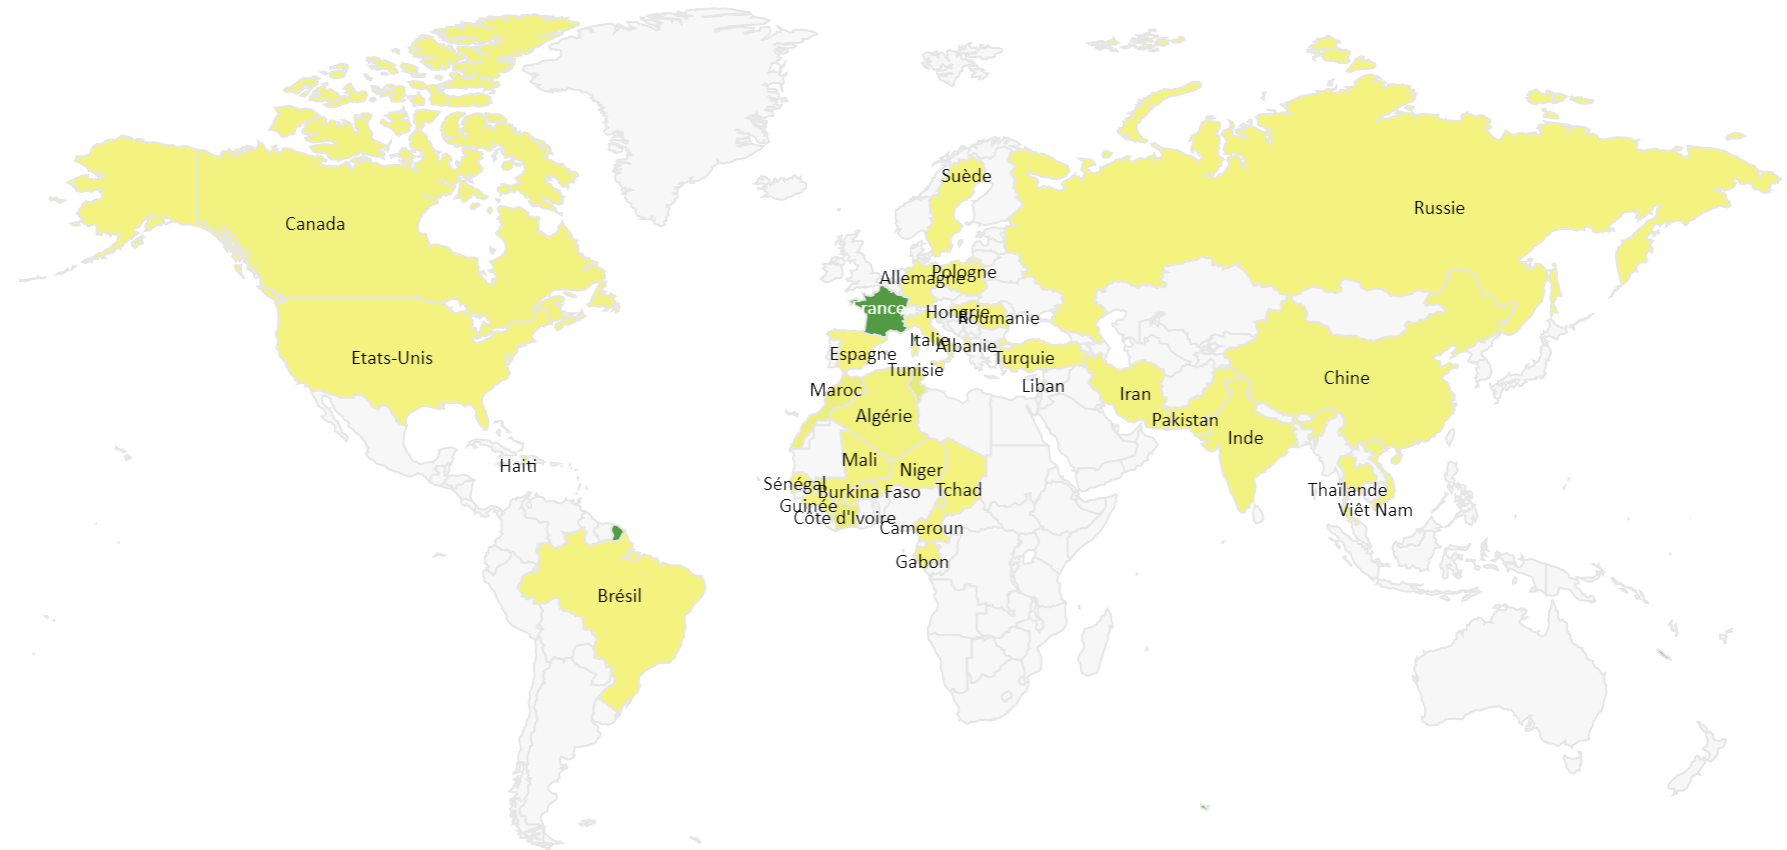 Suède
Russie
Canada
Pologne
Allemagne
France
Hongrie
Roumanie
Italie
Albanie
Espagne
Etats-Unis
Turquie
Tunisie
Chine
Liban
Maroc
Iran
Algérie
Pakistan
Inde
Mali
Haiti
Niger
Sénégal
Burkina Faso
Tchad
Thaïlande
Guinée
Viêt Nam
Côte d'Ivoire
Cameroun
Gabon
Brésil